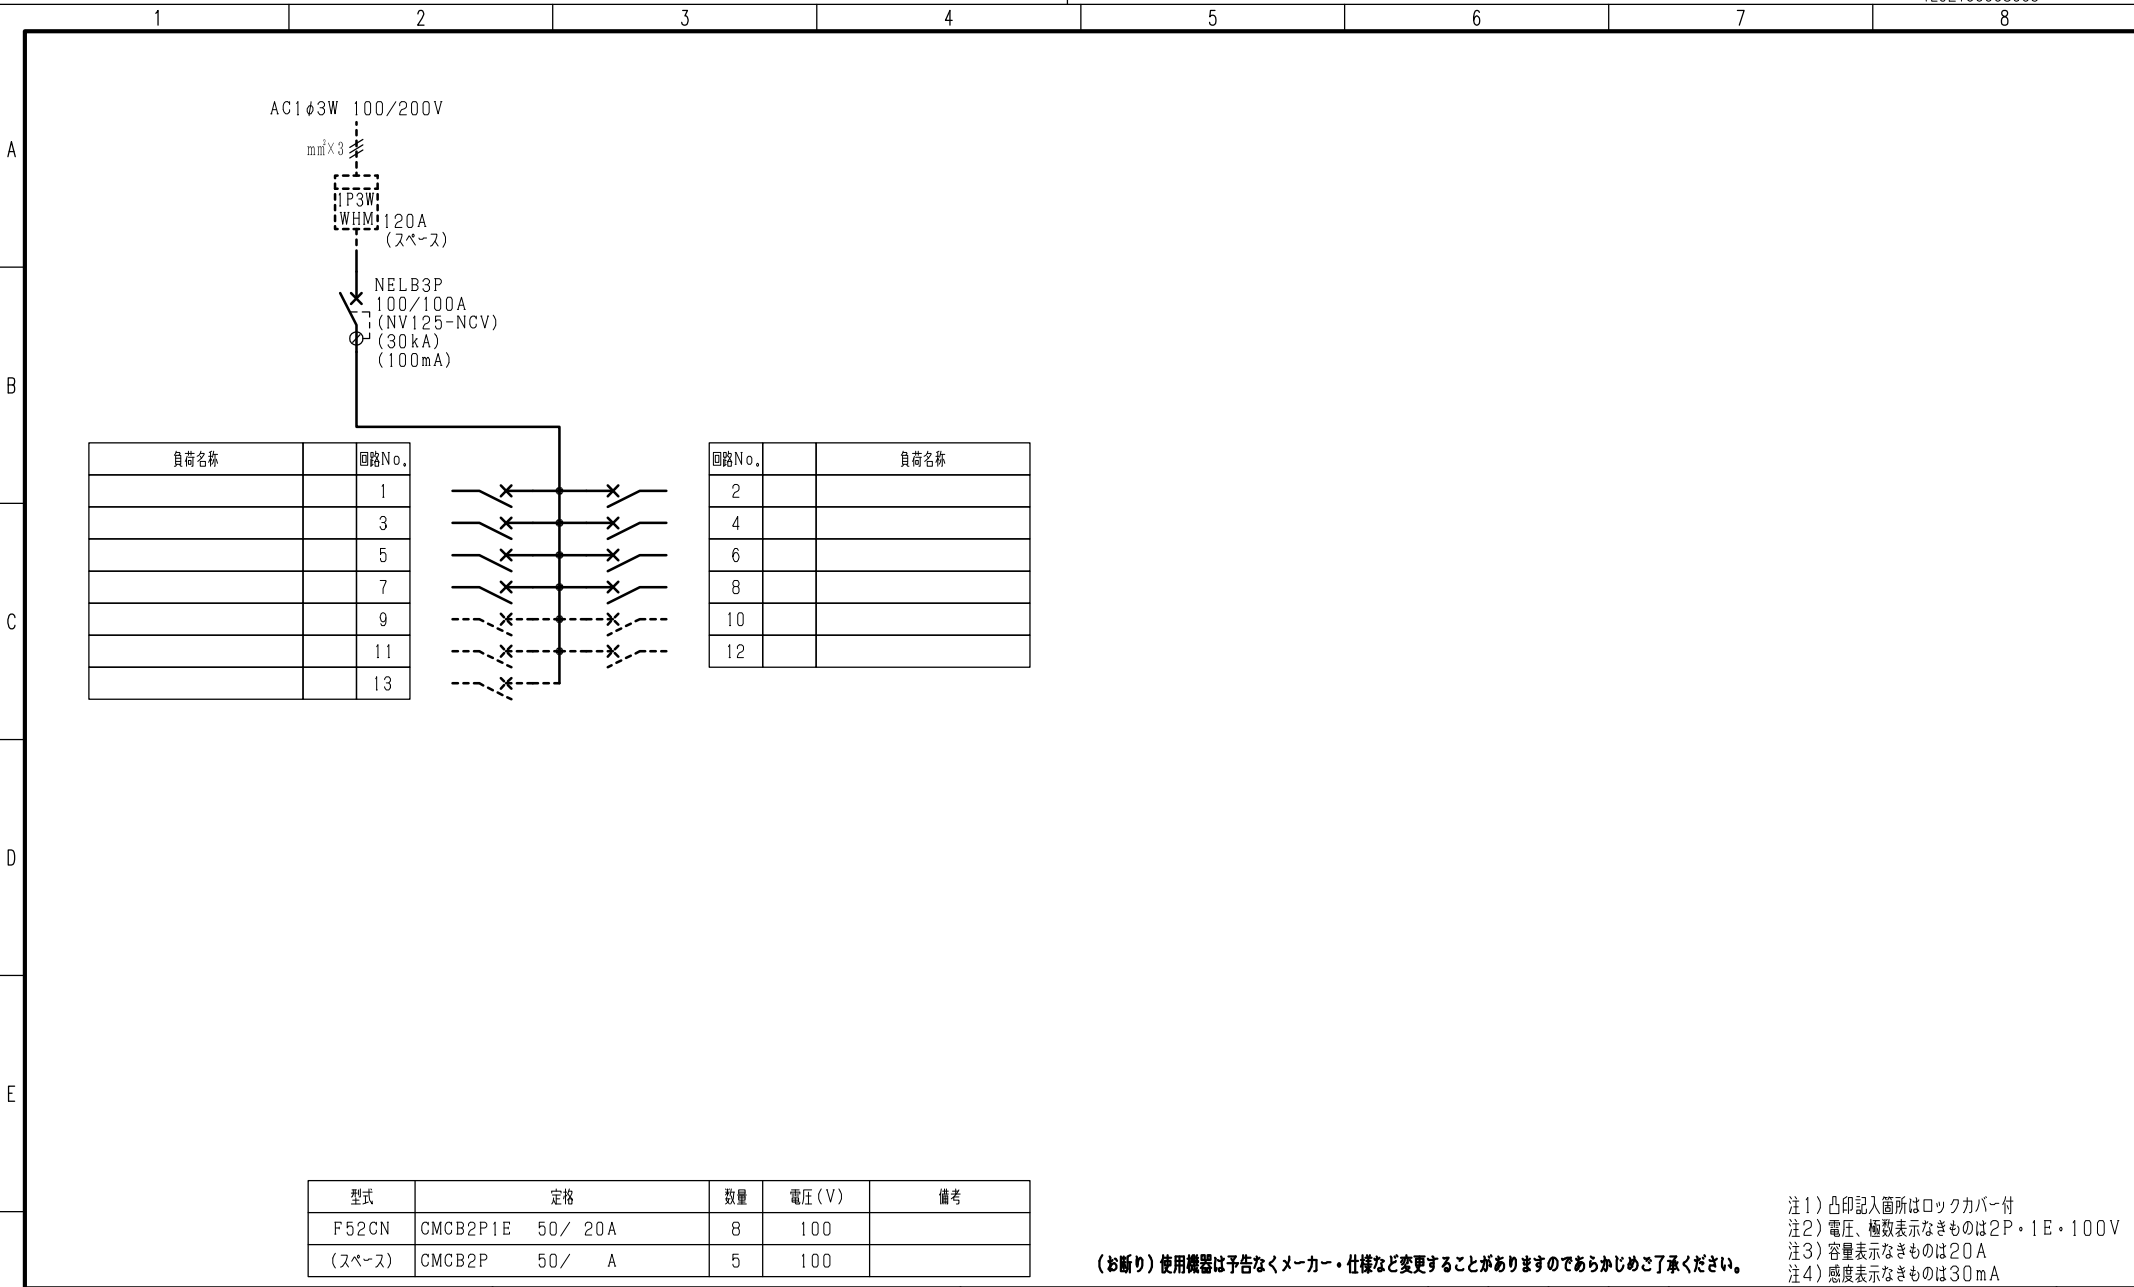 1 2 3 4 5 6 7 8
A
B
C
D
E
AC1φ3W 100/200V
mm²×3
1P3W
WHM
120A
(スペース)
NELB3P
100/100A
(NV125-NCV)
(30kA)
(100mA)
負荷名称 回路No.
1
3
5
7
9
11
13
回路No. 負荷名称
2
4
6
8
10
12
型式 定格 数量 電圧(V) 備考
F52CN CMCB2P1E 50/ 20A 8 100
(スペース) CMCB2P 50/ A 5 100
(お断り)使用機器は予告なくメーカー・仕様など変更することがありますのであらかじめご了承ください。
注1)凸印記入箇所はロックカバー付
注2)電圧、極数表示なきものは2P・1E・100V
注3)容量表示なきものは20A
注4)感度表示なきものは30mA